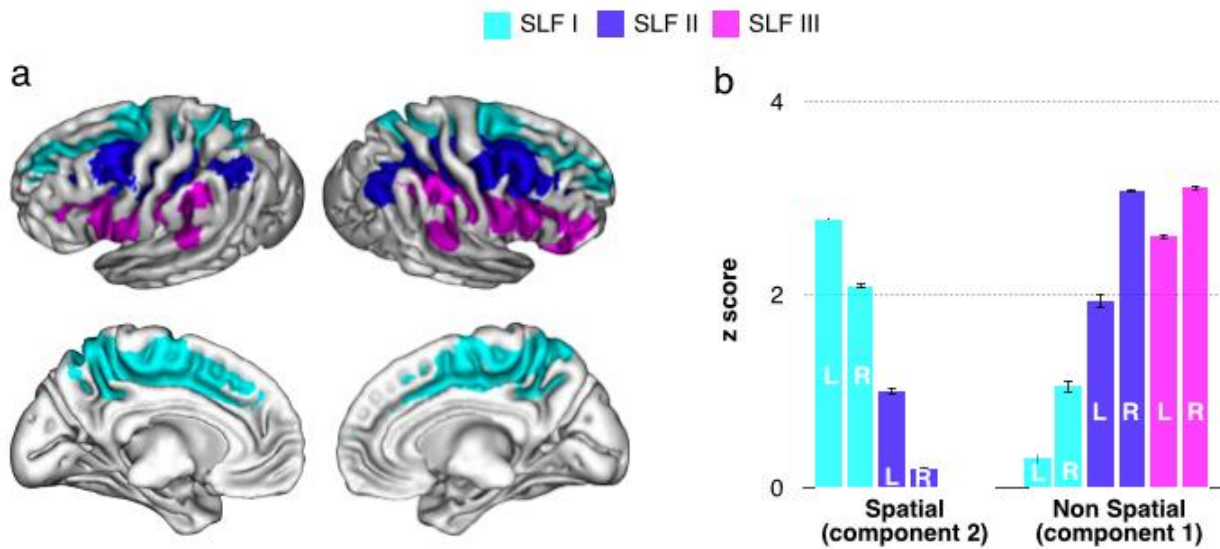 SLF I SLF II SLF III
a
b
4
2
0
z score
L R L R
L R L R L R
Spatial
(component 2)
Non Spatial
(component 1)